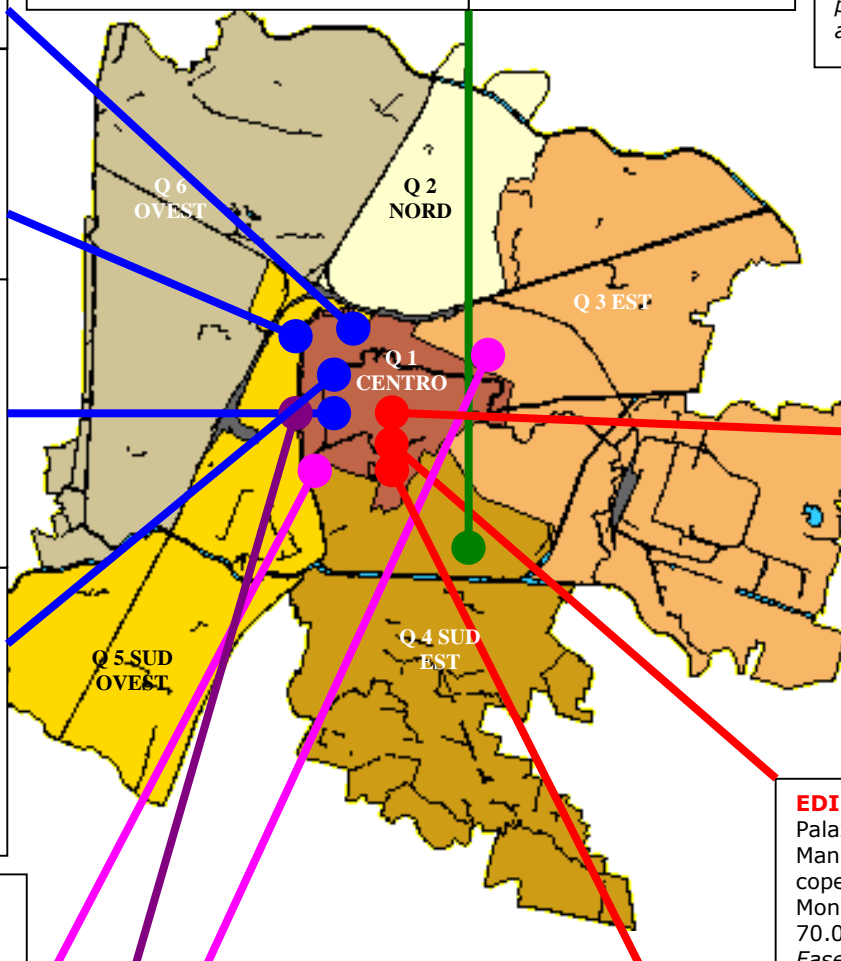 Q 6
OVEST
Q 2
NORD
Q 3 EST
Q 1
CENTRO
Q 4 SUD
EST
Q 5 SUD
OVEST
EDI
Pala
Man
cope
Mon
70.0